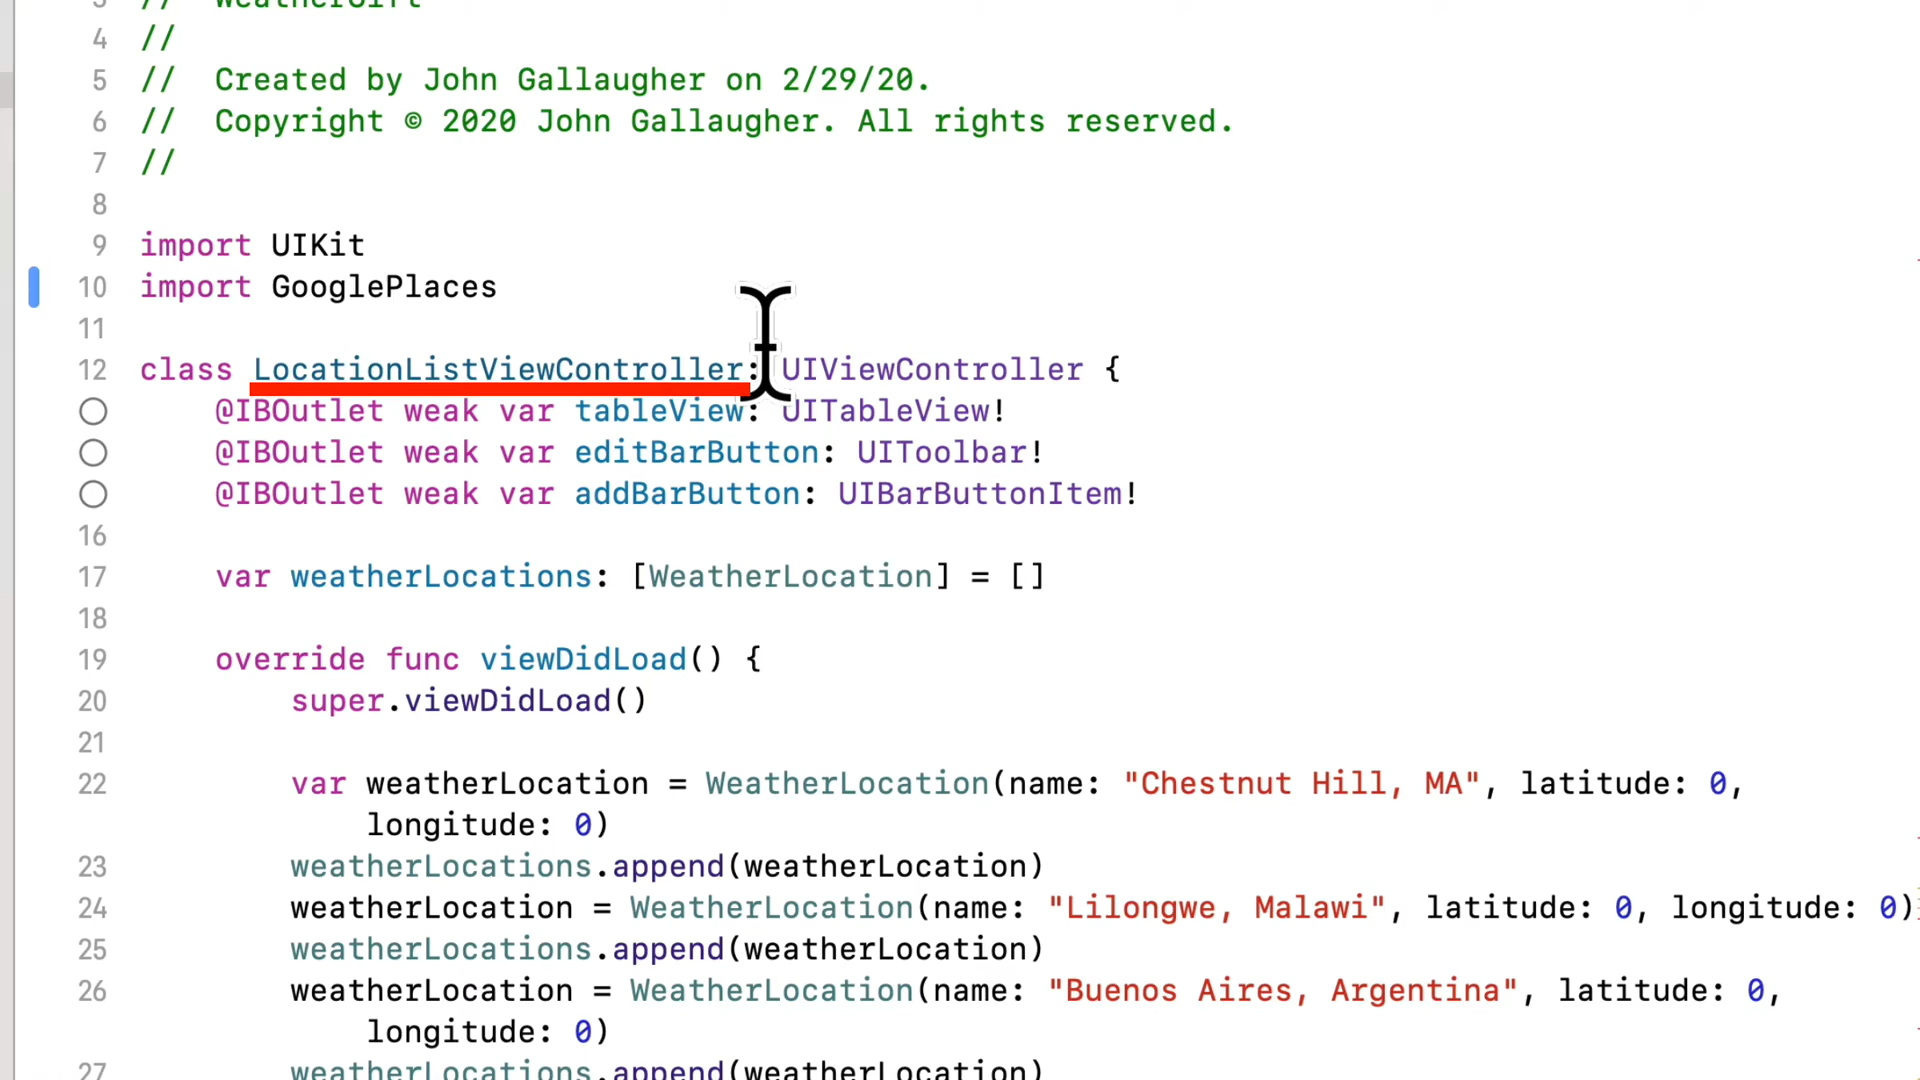 3 // WeatherGift
4 //
5 // Created by John Gallaugher on 2/29/20.
6 // Copyright © 2020 John Gallaugher. All rights reserved.
7 //
8
9 import UIKit
10 import GooglePlaces
11
12 class LocationListViewController: UIViewController {
@IBOutlet weak var tableView: UITableView!
@IBOutlet weak var editBarButton: UIToolbar!
@IBOutlet weak var addBarButton: UIBarButtonItem!
16
17 var weatherLocations: [WeatherLocation] = []
18
19 override func viewDidLoad() {
20 super.viewDidLoad()
21
22 var weatherLocation = WeatherLocation(name: "Chestnut Hill, MA", latitude: 0,
longitude: 0)
23 weatherLocations.append(weatherLocation)
24 weatherLocation = WeatherLocation(name: "Lilongwe, Malawi", latitude: 0, longitude: 0)
25 weatherLocations.append(weatherLocation)
26 weatherLocation = WeatherLocation(name: "Buenos Aires, Argentina", latitude: 0,
longitude: 0)
27 weatherLocations.append(weatherLocation)